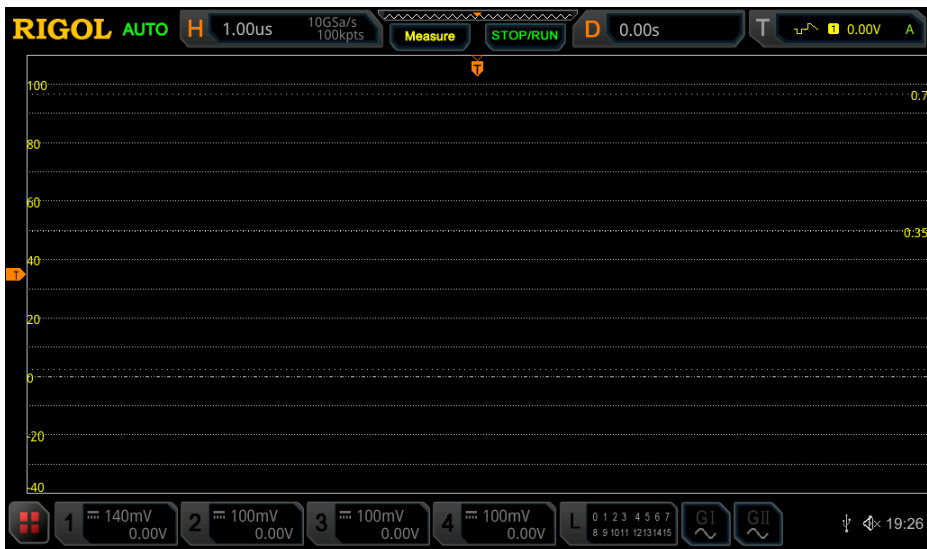 RIGOL AUTO H 1.00us 10GSa/s 100kpts Measure STOP/RUN D 0.00s T 1 0.00V A
T
100
0.7
80
60
0.35
40
T
20
0
-20
-40
1 140mV 0.00V 2 100mV 0.00V 3 100mV 0.00V 4 100mV 0.00V L 0 1 2 3 4 5 6 7 GI GII 19:26
8 9 10 11 12 13 14 15